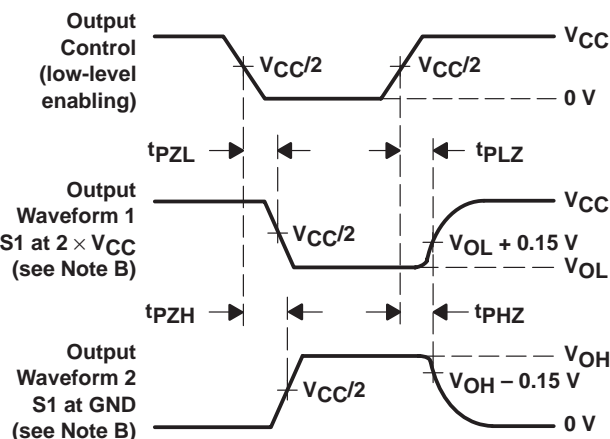 Output
Control
(low-level
enabling)
VCC/2
VCC/2
VCC
0 V
tPZL
tPLZ
Output
Waveform 1
S1 at 2 × VCC
(see Note B)
VCC/2
VCC
VOL + 0.15 V
VOL
tPZH
tPHZ
Output
Waveform 2
S1 at GND
(see Note B)
VCC/2
VOH
VOH – 0.15 V
0 V